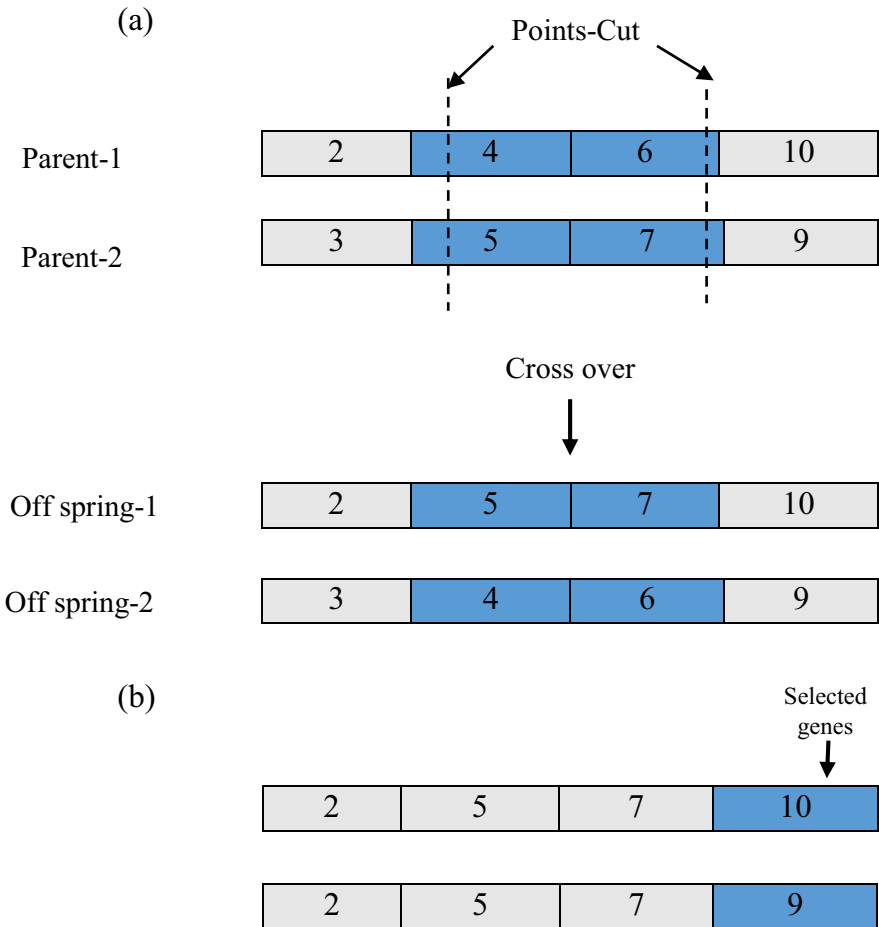 (a)
Points-Cut
Parent-1 2 4 6 10
Parent-2 3 5 7 9
Cross over
Off spring-1 2 5 7 10
Off spring-2 3 4 6 9
(b)
Selected
genes
2 5 7 10
2 5 7 9